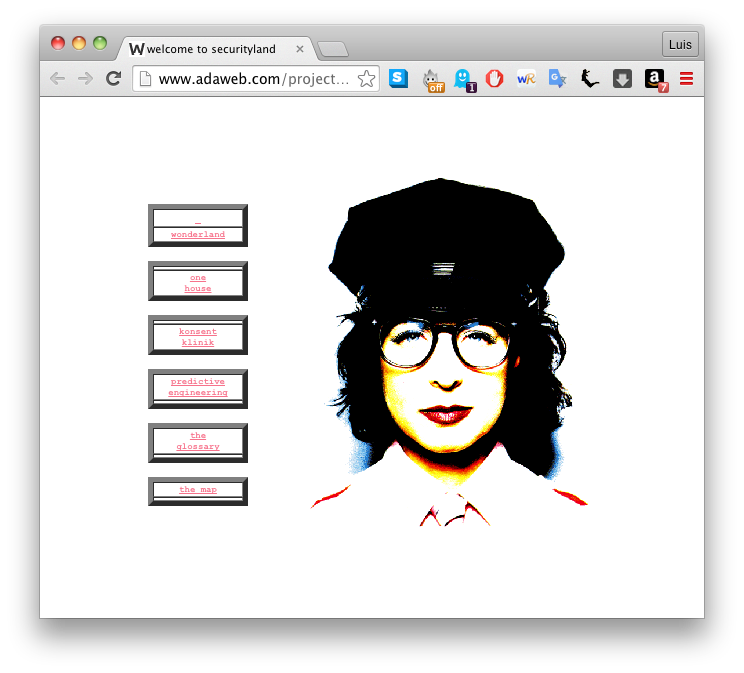 welcome to securityland
Luis
www.adaweb.com/project...
S
off
1
WR
G
a
7
_
wonderland
one
house
konsent
klinik
predictive
engineering
the
glossary
the map